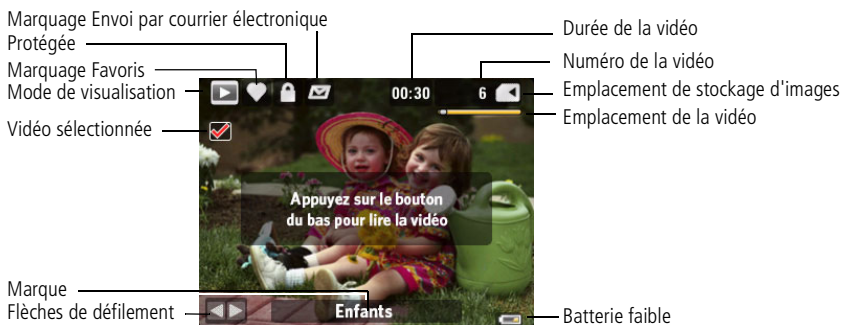 Marquage Envoi par courrier électronique
Protégée
Marquage Favoris
Mode de visualisation
Vidéo sélectionnée
Marque
Flèches de défilement
00:30
6
Appuyez sur le bouton
du bas pour lire la vidéo
Enfants
Durée de la vidéo
Numéro de la vidéo
Emplacement de stockage d'images
Emplacement de la vidéo
Batterie faible